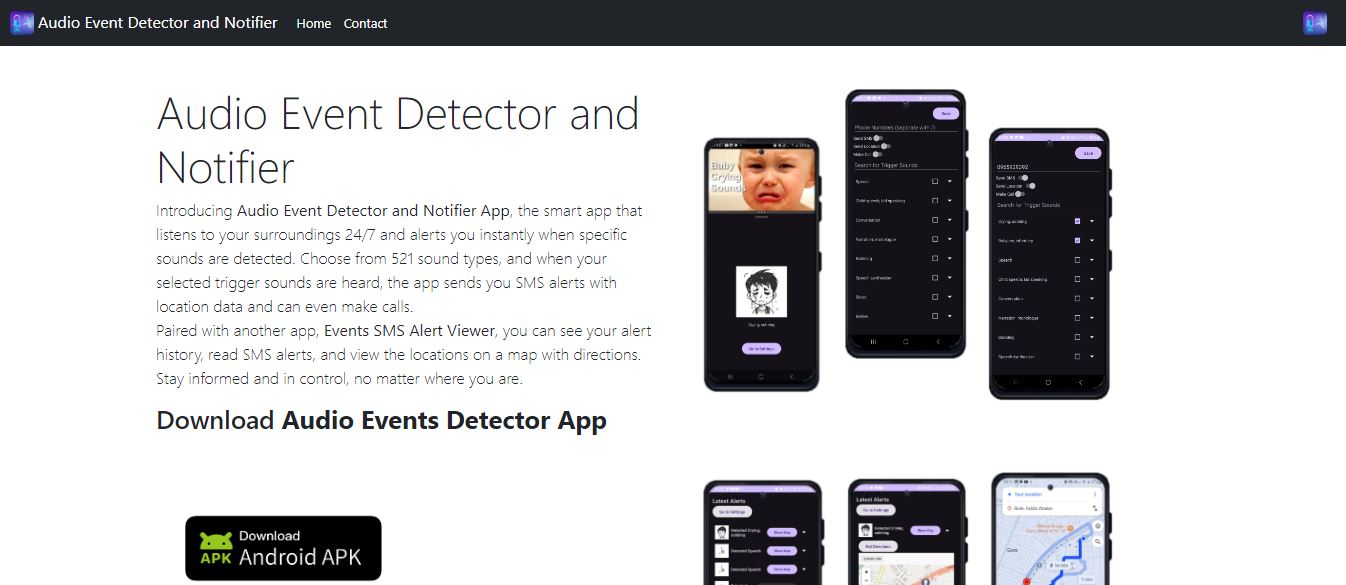 Audio Event Detector and Notifier Home Contact
Audio Event Detector and
Notifier
Introducing Audio Event Detector and Notifier App, the smart app that
listens to your surroundings 24/7 and alerts you instantly when specific
sounds are detected. Choose from 521 sound types, and when your
selected trigger sounds are heard, the app sends you SMS alerts with
location data and can even make calls.
Paired with another app, Events SMS Alert Viewer, you can see your alert
history, read SMS alerts, and view the locations on a map with directions.
Stay informed and in control, no matter where you are.
Download Audio Events Detector App
Download
APK Android APK
Baby
Crying
Sounds
Crying, sobbing
Go to Settings
Save
Phone Numbers (separate with /)
Send SMS
Send Location
Make Call
Search for Trigger Sounds
Speech
Child speech, kid speaking
Conversation
Narration, monologue
Babbling
Speech synthesizer
Shout
Bellow
Save
Send SMS
Send Location
Make Call
Search for Trigger Sounds
Crying, sobbing
Baby cry, infant cry
Speech
Child speech, kid speaking
Conversation
Narration, monologue
Babbling
Speech synthesizer
Latest Alerts
Go to Settings
Detected Crying,
sobbing
Show Map
Detected Speech
Show Map
Detected Speech
Show Map
Latest Alerts
Go to Settings
Detected Crying,
sobbing
Show Map
Get Directions
Your location
Bole, Addis Ababa
Goro